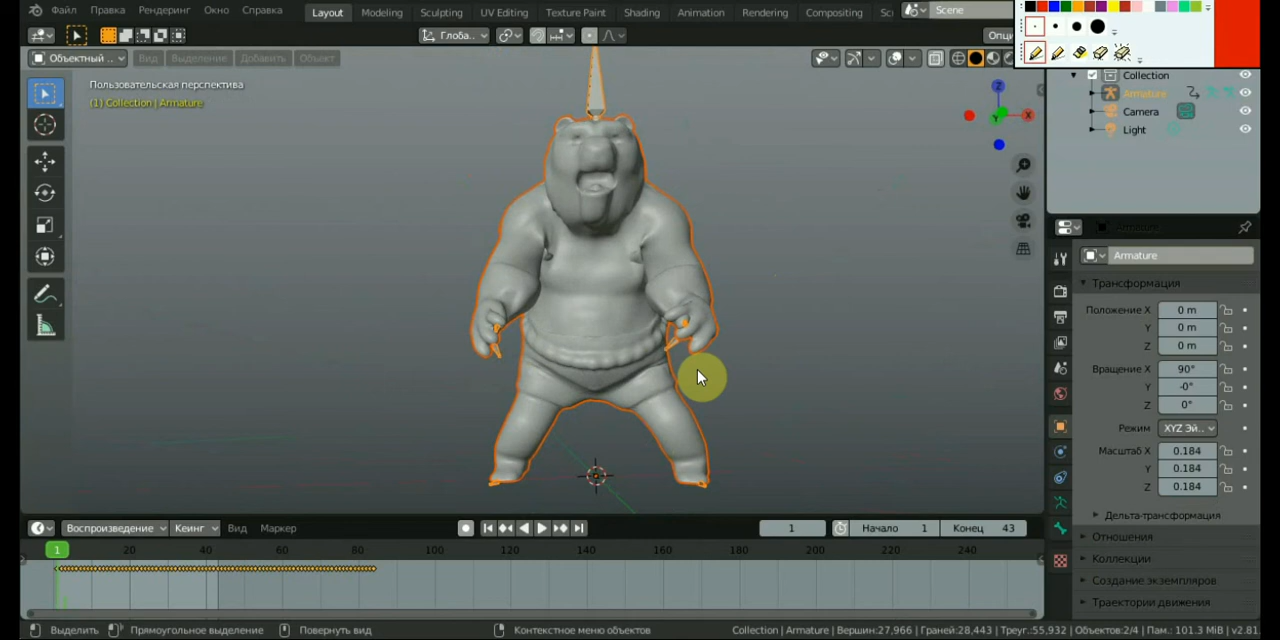 Файл Правка Рендеринг Окно Справка Layout Modeling Sculpting UV Editing Texture Paint Shading Animation Rendering Compositing Sc Scene
Глоба.. Опци
Объектный .. Вид Выделение Добавить Объект
Пользовательская перспектива
(1) Collection | Armature
Z
X
Y
Collection
Armature
Camera
Light
Armature
Armature
Трансформация
Положение X 0 m
Y 0 m
Z 0 m
Вращение X 90°
Y -0°
Z 0°
Режим XYZ Эй..
Масштаб X 0.184
Y 0.184
Z 0.184
Дельта-трансформация
Отношения
Коллекции
Создание экземпляров
Траектории движения
Воспроизведение Кеинг Вид Маркер 1 Начало 1 Конец 43
1 20 40 60 80 100 120 140 160 180 200 220 240
Выделить Прямоугольное выделение Повернуть вид Контекстное меню объектов Collection | Armature | Вершин:27,966 | Граней:28,443 | Треуг.:55,932 | Объектов:2/4 | Пам.: 101.3 MiB | v2.81.